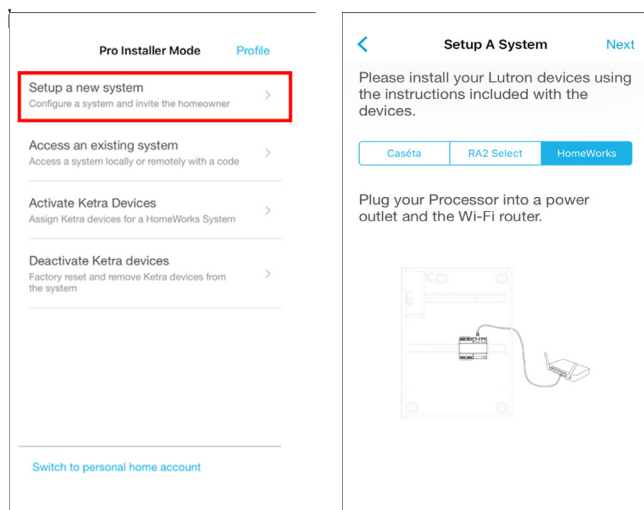 Pro Installer Mode
Profile
Setup a new system
Configure a system and invite the homeowner
Access an existing system
Access a system locally or remotely with a code
Activate Ketra Devices
Assign Ketra devices for a HomeWorks System
Deactivate Ketra devices
Factory reset and remove Ketra devices from
the system
Switch to personal home account
Setup A System
Next
Please install your Lutron devices using
the instructions included with the
devices.
Caséta
RA2 Select
HomeWorks
Plug your Processor into a power
outlet and the Wi-Fi router.